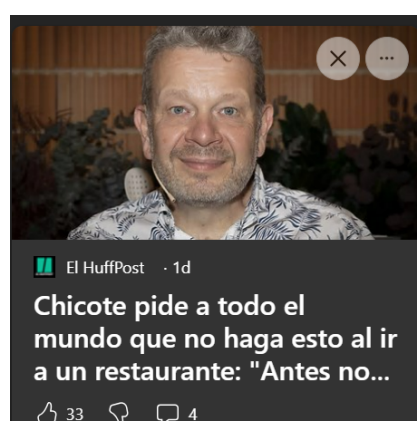 El HuffPost · 1d
Chicote pide a todo el
mundo que no haga esto al ir
a un restaurante: "Antes no...
33 4